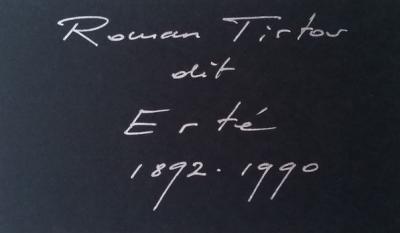 Roman Tirtov
dit
Erté
1892.1990